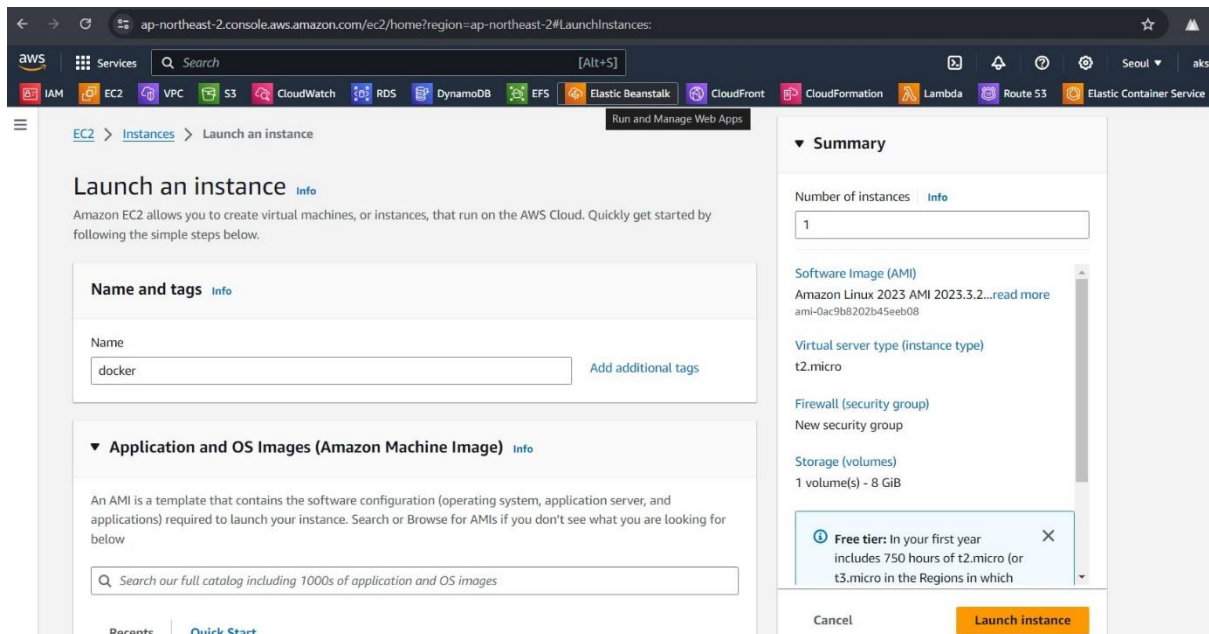 ap-northeast-2.console.aws.amazon.com/ec2/home?region=ap-northeast-2#LaunchInstances:
aws Services Search [Alt+S] Seoul ▼ aks
IAM EC2 VPC S3 CloudWatch RDS DynamoDB EFS Elastic Beanstalk CloudFront CloudFormation Lambda Route 53 Elastic Container Service
Run and Manage Web Apps
EC2 > Instances > Launch an instance
Launch an instance Info
Amazon EC2 allows you to create virtual machines, or instances, that run on the AWS Cloud. Quickly get started by
following the simple steps below.
Name and tags Info
Name
docker
Add additional tags
▼ Application and OS Images (Amazon Machine Image) Info
An AMI is a template that contains the software configuration (operating system, application server, and
applications) required to launch your instance. Search or Browse for AMIs if you don't see what you are looking for
below
Search our full catalog including 1000s of application and OS images
Recents Quick Start
▼ Summary
Number of instances Info
1
Software Image (AMI)
Amazon Linux 2023 AMI 2023.3.2...read more
ami-0ac9b8202b45eeb08
Virtual server type (instance type)
t2.micro
Firewall (security group)
New security group
Storage (volumes)
1 volume(s) - 8 GiB
Free tier: In your first year
includes 750 hours of t2.micro (or
t3.micro in the Regions in which
Cancel Launch instance